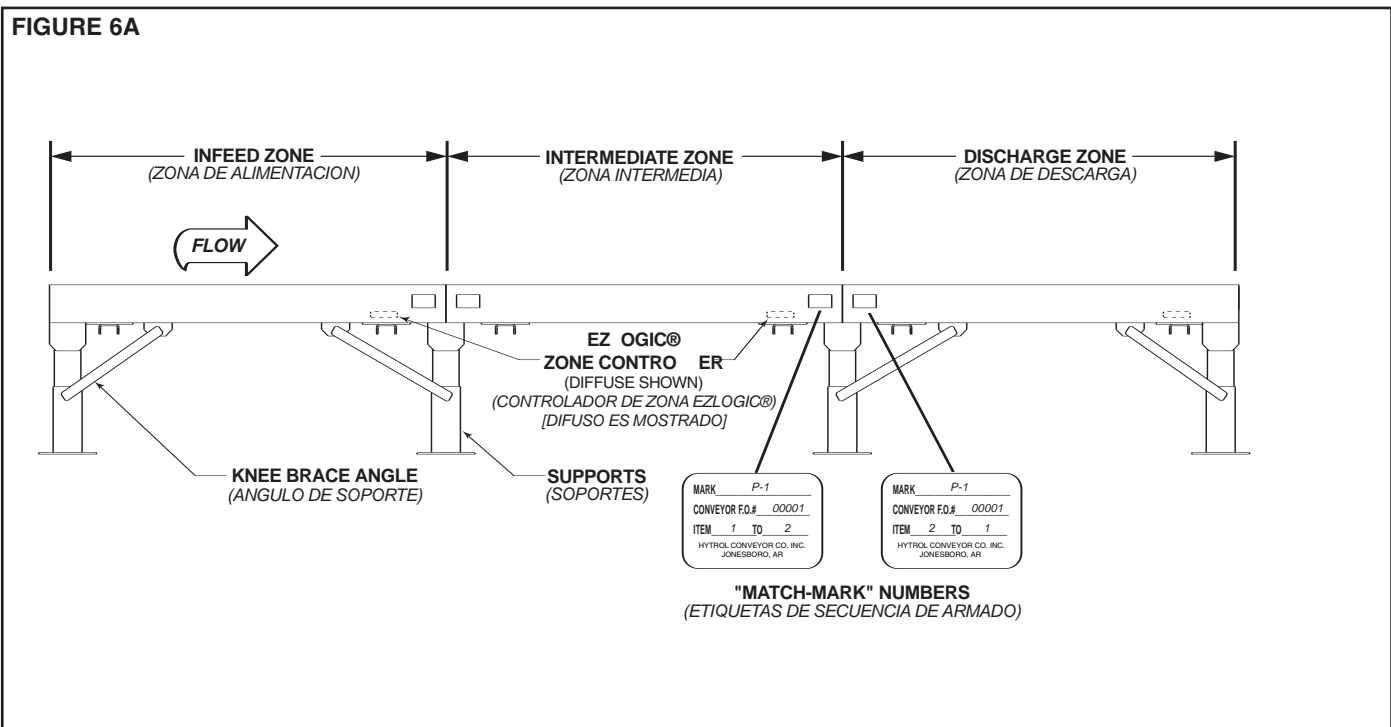 FIGURE 6A
INFEED ZONE
(ZONA DE ALIMENTACION)
INTERMEDIATE ZONE
(ZONA INTERMEDIA)
DISCHARGE ZONE
(ZONA DE DESCARGA)
FLOW
EZ OGIC®
ZONE CONTRO ER
(DIFFUSE SHOWN)
(CONTROLADOR DE ZONA EZLOGIC®)
[DIFUSO ES MOSTRADO]
KNEE BRACE ANGLE
(ANGULO DE SOPORTE)
SUPPORTS
(SOPORTES)
MARK P-1
CONVEYOR F.O.# 00001
ITEM 1 TO 2
HYTROL CONVEYOR CO. INC.
JONESBORO, AR
MARK P-1
CONVEYOR F.O.# 00001
ITEM 2 TO 1
HYTROL CONVEYOR CO. INC.
JONESBORO, AR
"MATCH-MARK" NUMBERS
(ETIQUETAS DE SECUENCIA DE ARMADO)